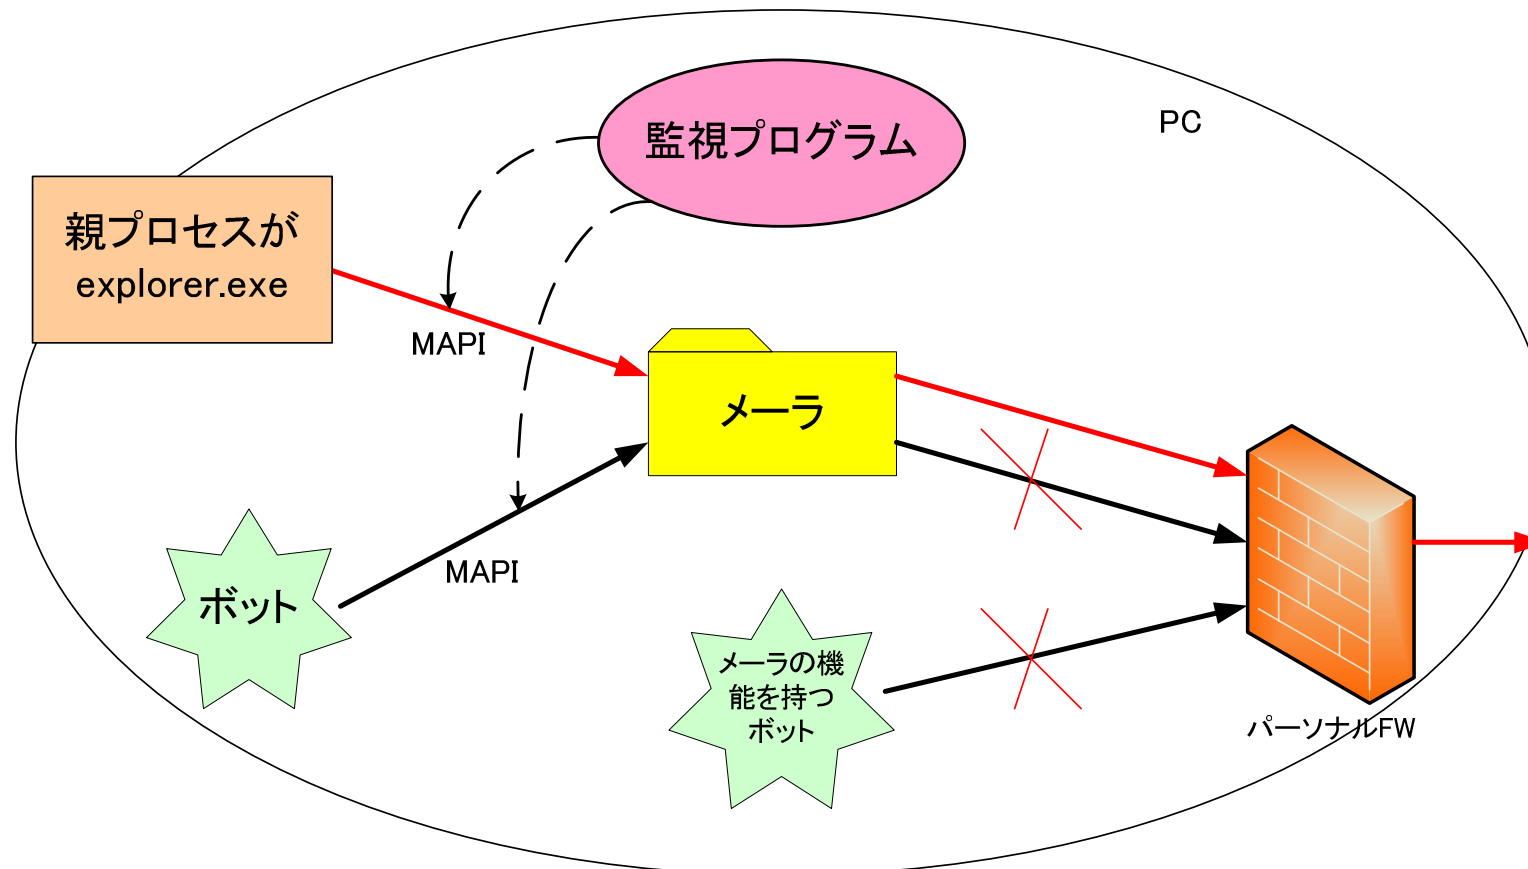 監視プログラム
PC
親プロセスが
explorer.exe
MAPI
メーラ
MAPI
ボット
メーラの機
能を持つ
ボット
パーソナルFW